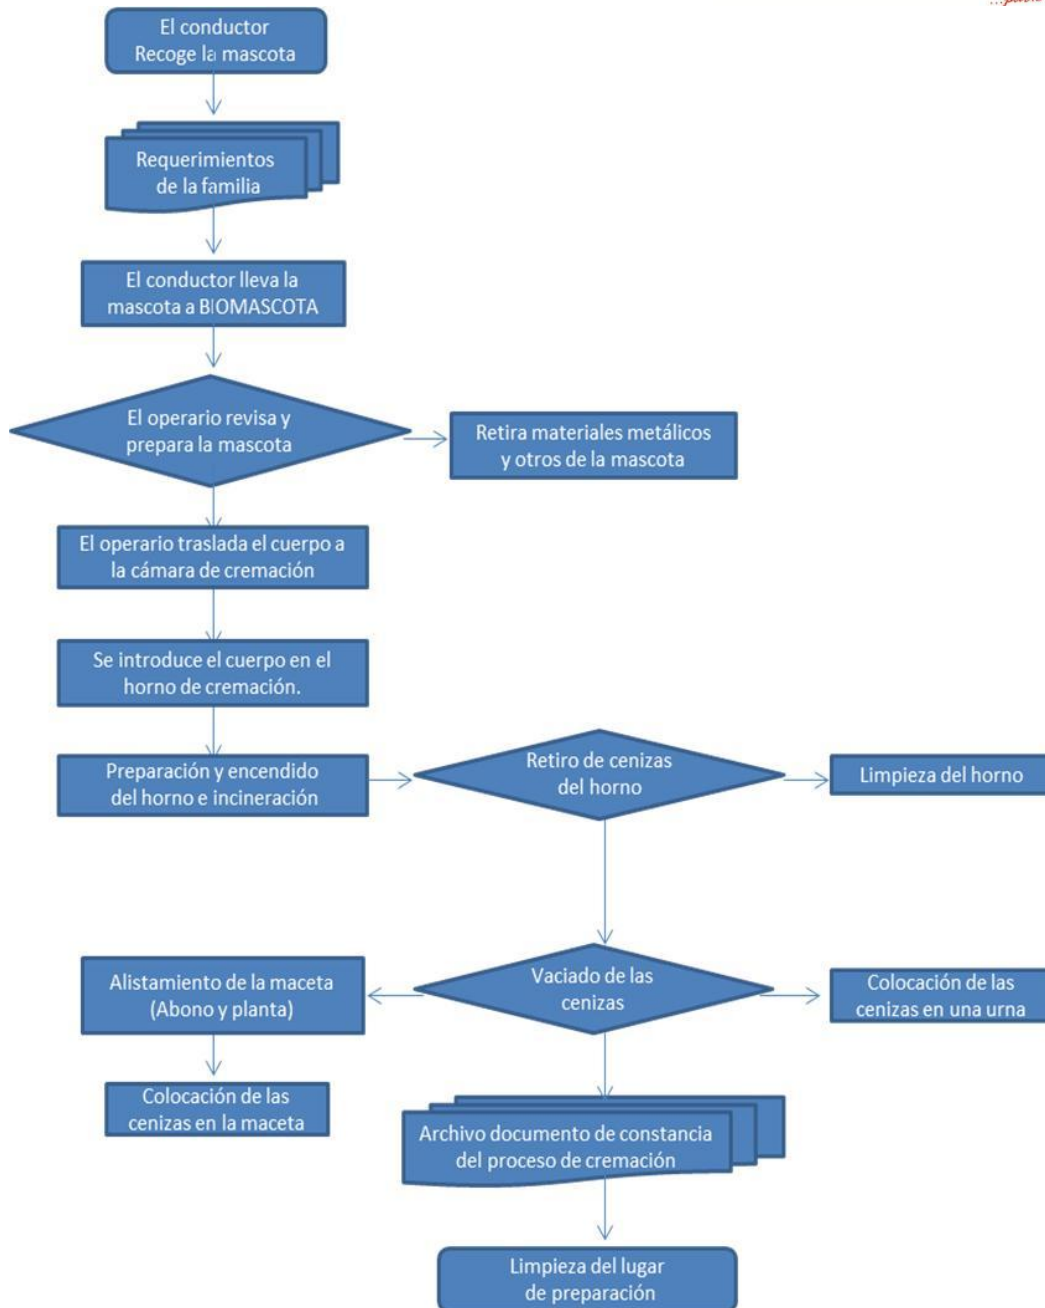 El conductor
Recoge la mascota
Requerimientos
de la familia
El conductor lleva la
mascota a BIOMASCOTA
El operario revisa y
prepara la mascota
Retira materiales metálicos
y otros de la mascota
El operario traslada el cuerpo a
la cámara de cremación
Se introduce el cuerpo en el
horno de cremación.
Preparación y encendido
del horno e incineración
Retiro de cenizas
del horno
Limpieza del horno
Vaciado de las
cenizas
Alistamiento de la maceta
(Abono y planta)
Colocación de las
cenizas en una urna
Colocación de las
cenizas en la maceta
Archivo documento de constancia
del proceso de cremación
Limpieza del lugar
de preparación